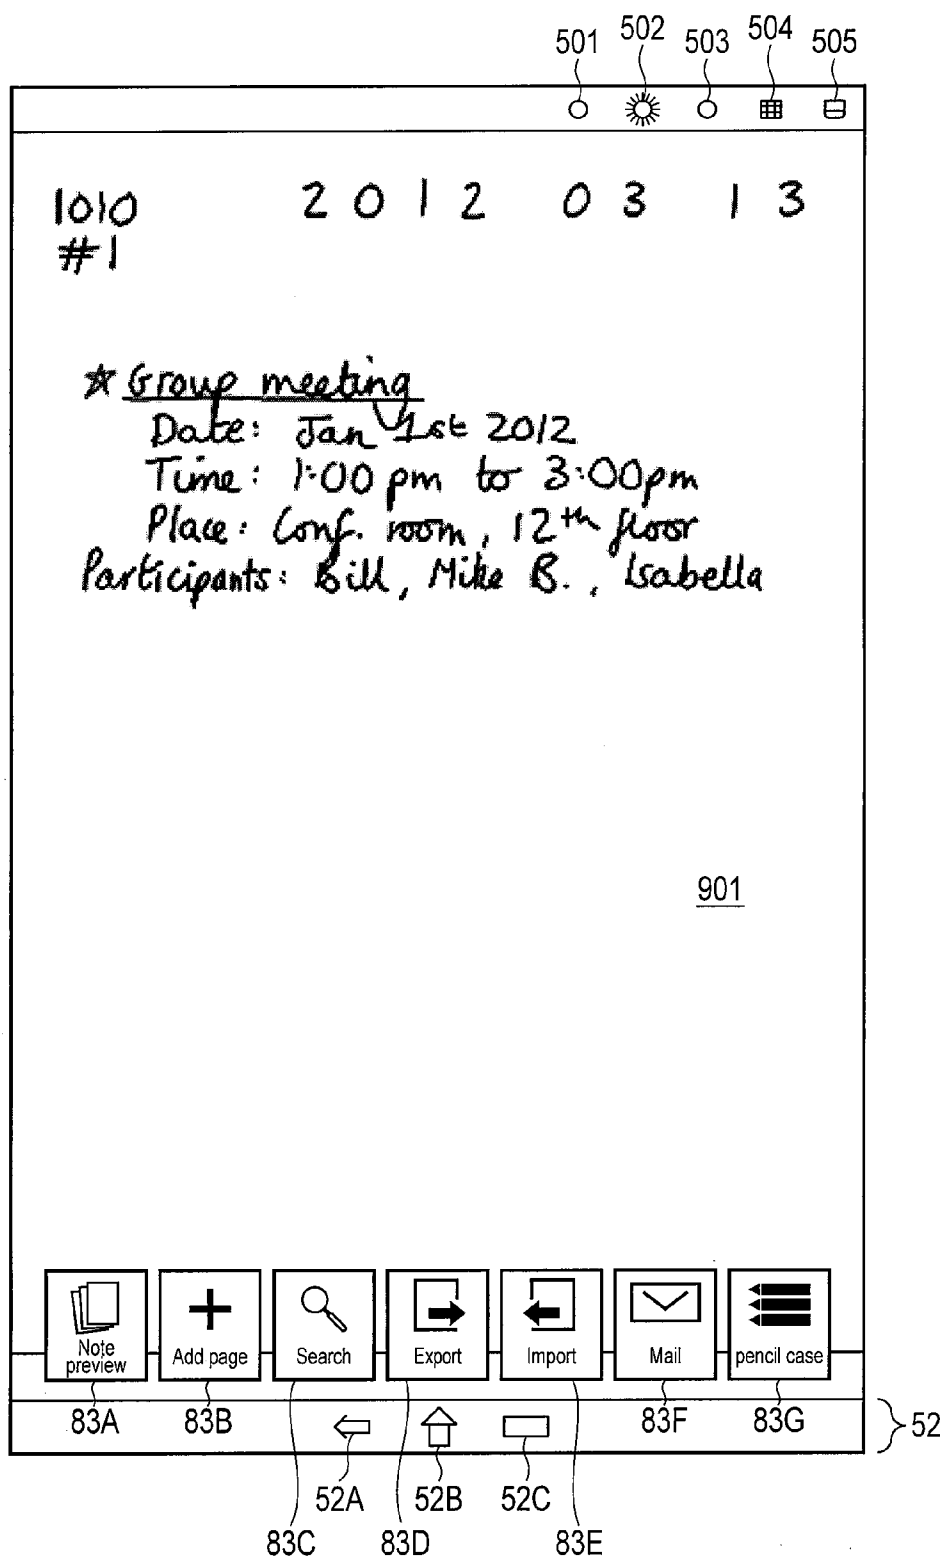 501 502 503 504 505
1010 2012 03 13
#1
☆ Group meeting
Date: Jan 1st 2012
Time: 1:00 pm to 3:00pm
Place: Conf. room, 12th floor
Participants: Bill, Mike B., Isabella
901
Note preview
Add page
Search
Export
Import
Mail
pencil case
83A 83B 83F 83G 52
52A 52B 52C
83C 83D 83E